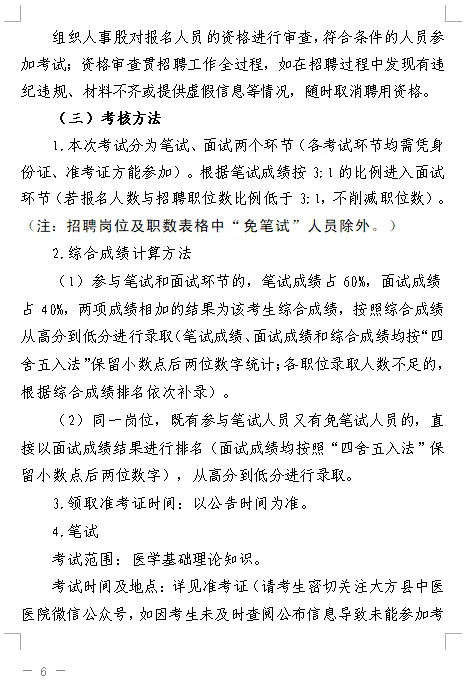 组织人事股对报名人员的资格进行审查,符合条件的人员参
加考试；资格审查贯招聘工作全过程，如在招聘过程中发现有违
纪违规、材料不齐或提供虚假信息等情况，随时取消聘用资格。
（三）考核方法
1.本次考试分为笔试、面试两个环节（各考试环节均需凭身
份证、准考证方能参加）。根据笔试成绩按 3:1 的比例进入面试
环节（若报名人数与招聘职位数比例低于 3:1，不削减职位数）。
（注：招聘岗位及职数表格中“免笔试”人员除外。）
2.综合成绩计算方法
（1）参与笔试和面试环节的，笔试成绩占 60%，面试成绩
占 40%，两项成绩相加的结果为该考生综合成绩，按照综合成绩
从高分到低分进行录取(笔试成绩、面试成绩和综合成绩均按“四
舍五入法”保留小数点后两位数字统计；各职位录取人数不足的，
根据综合成绩排名依次补录）。
（2）同一岗位，既有参与笔试人员又有免笔试人员的，直
接以面试成绩结果进行排名（面试成绩均按照“四舍五入法”保
留小数点后两位数字），从高分到低分进行录取。
3.领取准考证时间：以公告时间为准。
4.笔试
考试范围：医学基础理论知识。
考试时间及地点：详见准考证（请考生密切关注大方县中医
医院微信公众号，如因考生未及时查阅公布信息导致未能参加考
— 6 —